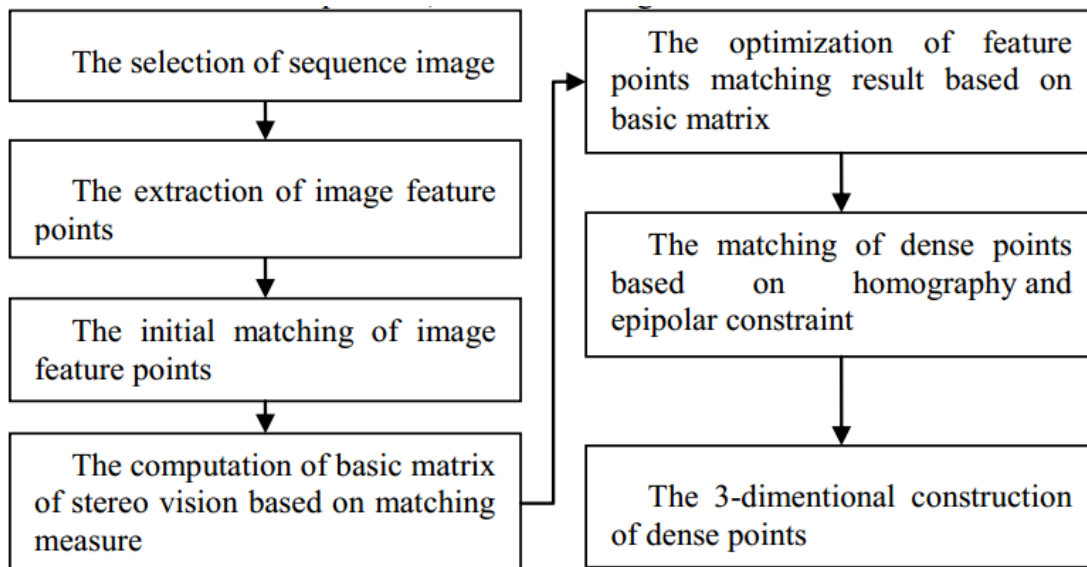 The selection of sequence image
The extraction of image feature
points
The initial matching of image
feature points
The computation of basic matrix
of stereo vision based on matching
measure
The optimization of feature
points matching result based on
basic matrix
The matching of dense points
based on homography and
epipolar constraint
The 3-dimentional construction
of dense points